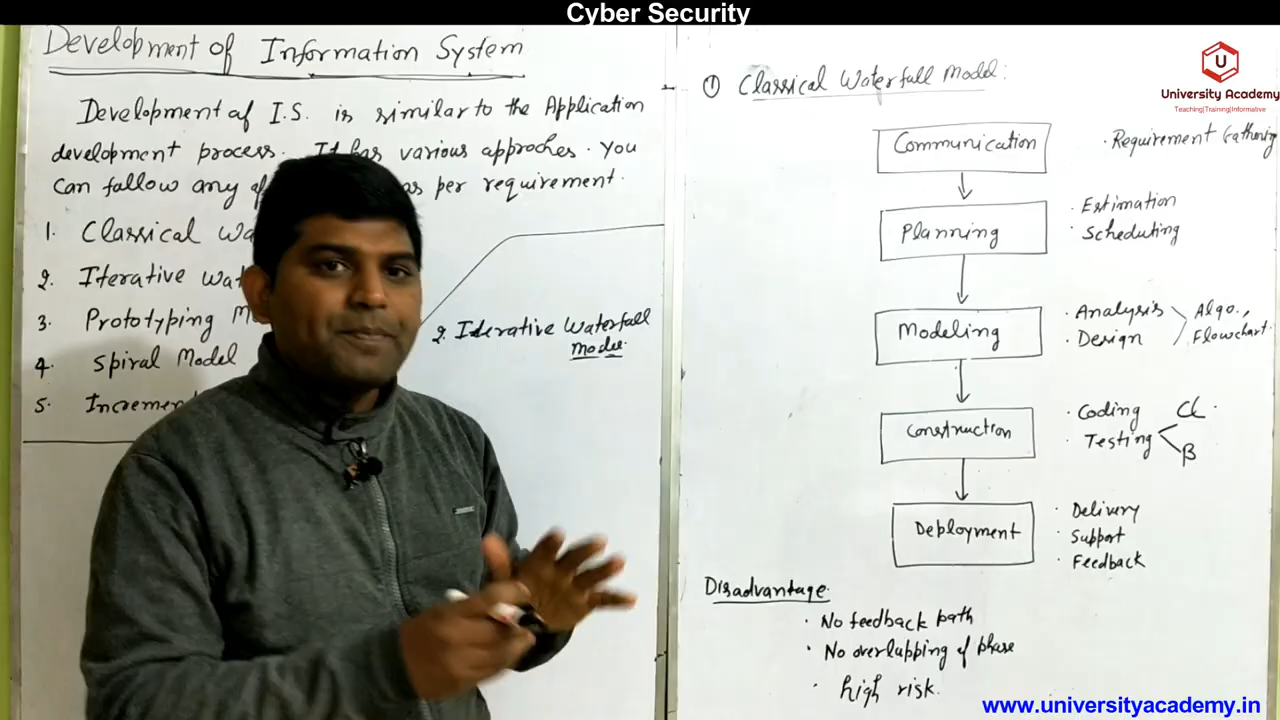 Cyber Security
Development of Information System
Development of I.S. is similar to the Application
development process. It has various approches. You
can fallow any of as per requirement.
1. Classical Wa
2. Iterative Wat
3. Prototyping M
4. Spiral Model
5. Increment
2. Iterative Waterfall
Model.
University Academy
Teaching|Training|Informative
① Classical Waterfall Model:
Communication
· Requirement Gathering
Planning
· Estimation
· Scheduting
Modeling
· Analysis
· Design
Algo.,
Flowchart.
Construction
· Coding
· Testing
α
β
Deployment
· Delivery
· Support
· Feedback
Disadvantage
· No feedback path
· No overlapping of phase
· high risk.
www.universityacademy.in